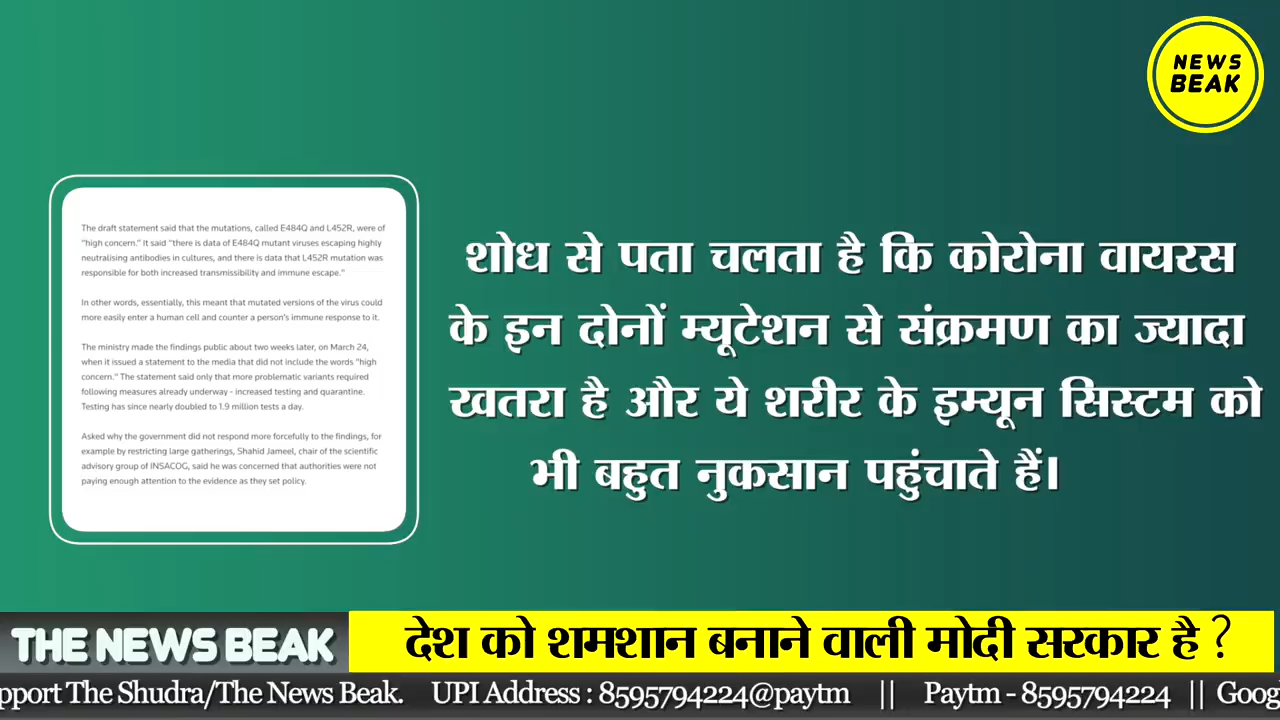 NEWS
BEAK
The draft statement said that the mutations, called E484Q and L452R, were of
"high concern." It said "there is data of E484Q mutant viruses escaping highly
neutralising antibodies in cultures, and there is data that L452R mutation was
responsible for both increased transmissibility and immune escape."
In other words, essentially, this meant that mutated versions of the virus could
more easily enter a human cell and counter a person's immune response to it.
The ministry made the findings public about two weeks later, on March 24,
when it issued a statement to the media that did not include the words "high
concern." The statement said only that more problematic variants required
following measures already underway - increased testing and quarantine.
Testing has since nearly doubled to 1.9 million tests a day.
Asked why the government did not respond more forcefully to the findings, for
example by restricting large gatherings, Shahid Jameel, chair of the scientific
advisory group of INSACOG, said he was concerned that authorities were not
paying enough attention to the evidence as they set policy.
शोध से पता चलता है कि कोरोना वायरस
के इन दोनों म्यूटेशन से संक्रमण का ज्यादा
खतरा है और ये शरीर के इम्यून सिस्टम को
भी बहुत नुकसान पहुंचाते हैं।
THE NEWS BEAK
देश को शमशान बनाने वाली मोदी सरकार है ?
pport The Shudra/The News Beak. UPI Address : 8595794224@paytm || Paytm - 8595794224 || Goog